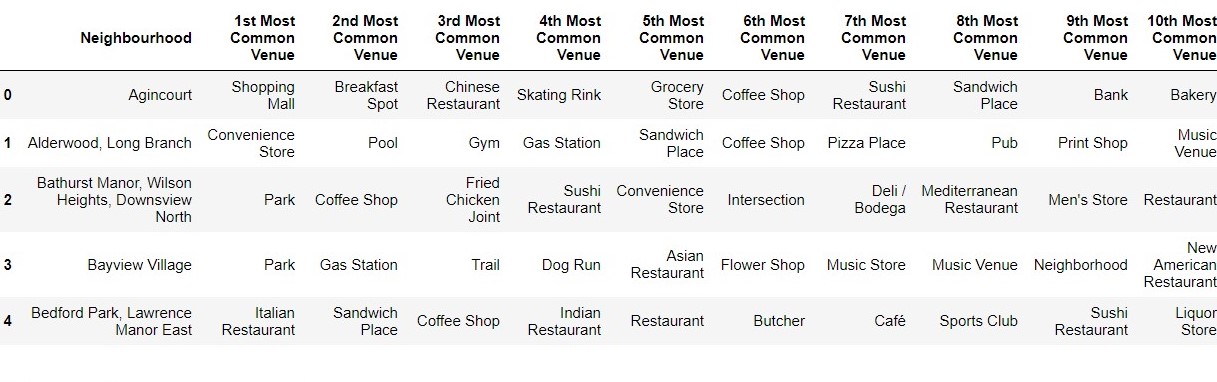 Neighbourhood 1st Most Common Venue 2nd Most Common Venue 3rd Most Common Venue 4th Most Common Venue 5th Most Common Venue 6th Most Common Venue 7th Most Common Venue 8th Most Common Venue 9th Most Common Venue 10th Most Common Venue
0 Agincourt Shopping Mall Breakfast Spot Chinese Restaurant Skating Rink Grocery Store Coffee Shop Sushi Restaurant Sandwich Place Bank Bakery
1 Alderwood, Long Branch Convenience Store Pool Gym Gas Station Sandwich Place Coffee Shop Pizza Place Pub Print Shop Music Venue
2 Bathurst Manor, Wilson Heights, Downsview North Park Coffee Shop Fried Chicken Joint Sushi Restaurant Convenience Store Intersection Deli / Bodega Mediterranean Restaurant Men's Store Restaurant
3 Bayview Village Park Gas Station Trail Dog Run Asian Restaurant Flower Shop Music Store Music Venue Neighborhood New American Restaurant
4 Bedford Park, Lawrence Manor East Italian Restaurant Sandwich Place Coffee Shop Indian Restaurant Restaurant Butcher Café Sports Club Sushi Restaurant Liquor Store